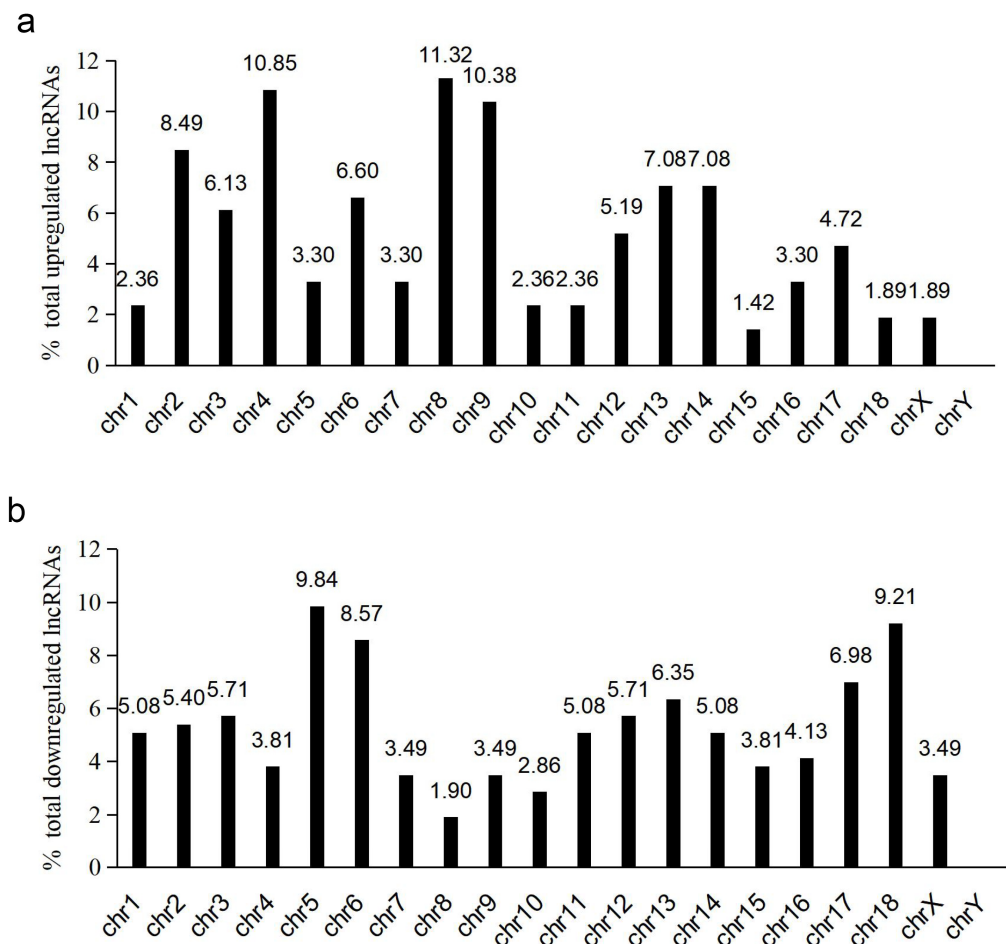 a
% total upregulated lncRNAs
12
10
8
6
4
2
0
2.36
8.49
6.13
10.85
3.30
6.60
3.30
11.32
10.38
2.36
2.36
5.19
7.08
7.08
1.42
3.30
4.72
1.89
1.89
chr1
chr2
chr3
chr4
chr5
chr6
chr7
chr8
chr9
chr10
chr11
chr12
chr13
chr14
chr15
chr16
chr17
chr18
chrX
chrY
b
% total downregulated lncRNAs
12
10
8
6
4
2
0
5.08
5.40
5.71
3.81
9.84
8.57
3.49
1.90
3.49
2.86
5.08
5.71
6.35
5.08
3.81
4.13
6.98
9.21
3.49
chr1
chr2
chr3
chr4
chr5
chr6
chr7
chr8
chr9
chr10
chr11
chr12
chr13
chr14
chr15
chr16
chr17
chr18
chrX
chrY